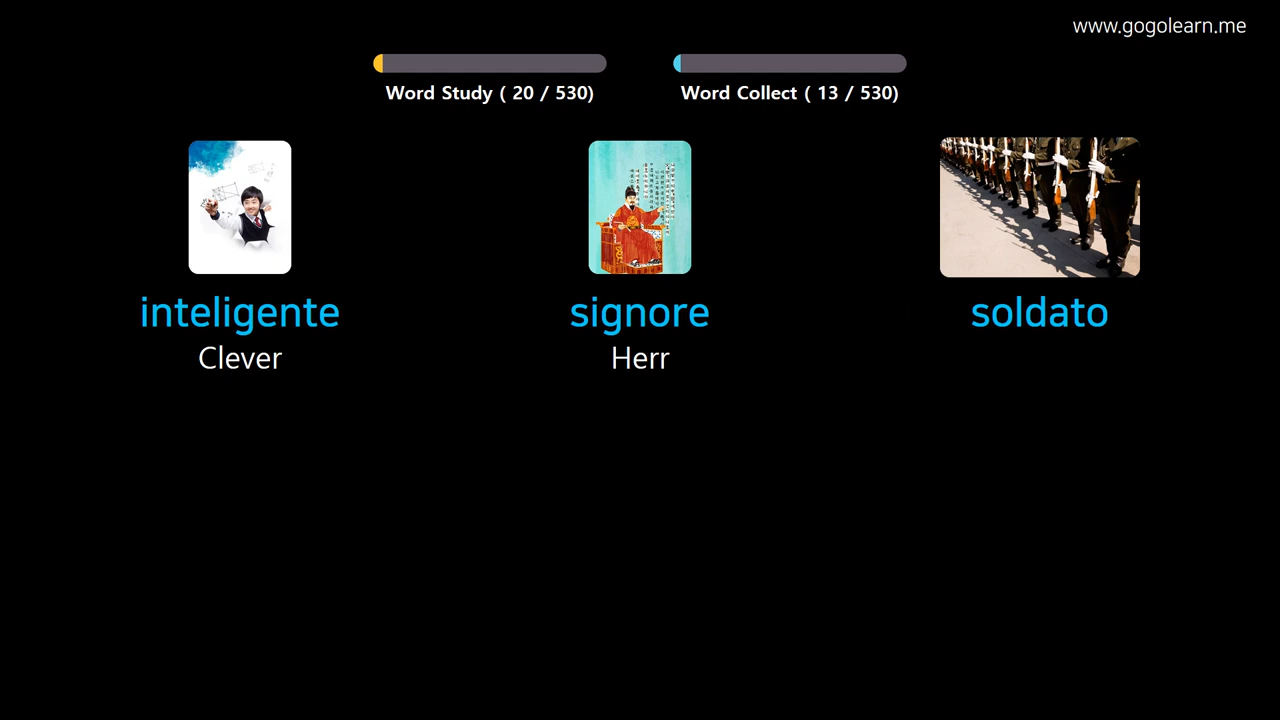 www.gogolearn.me
Word Study ( 20 / 530)
Word Collect ( 13 / 530)
inteligente
signore
soldato
Clever
Herr